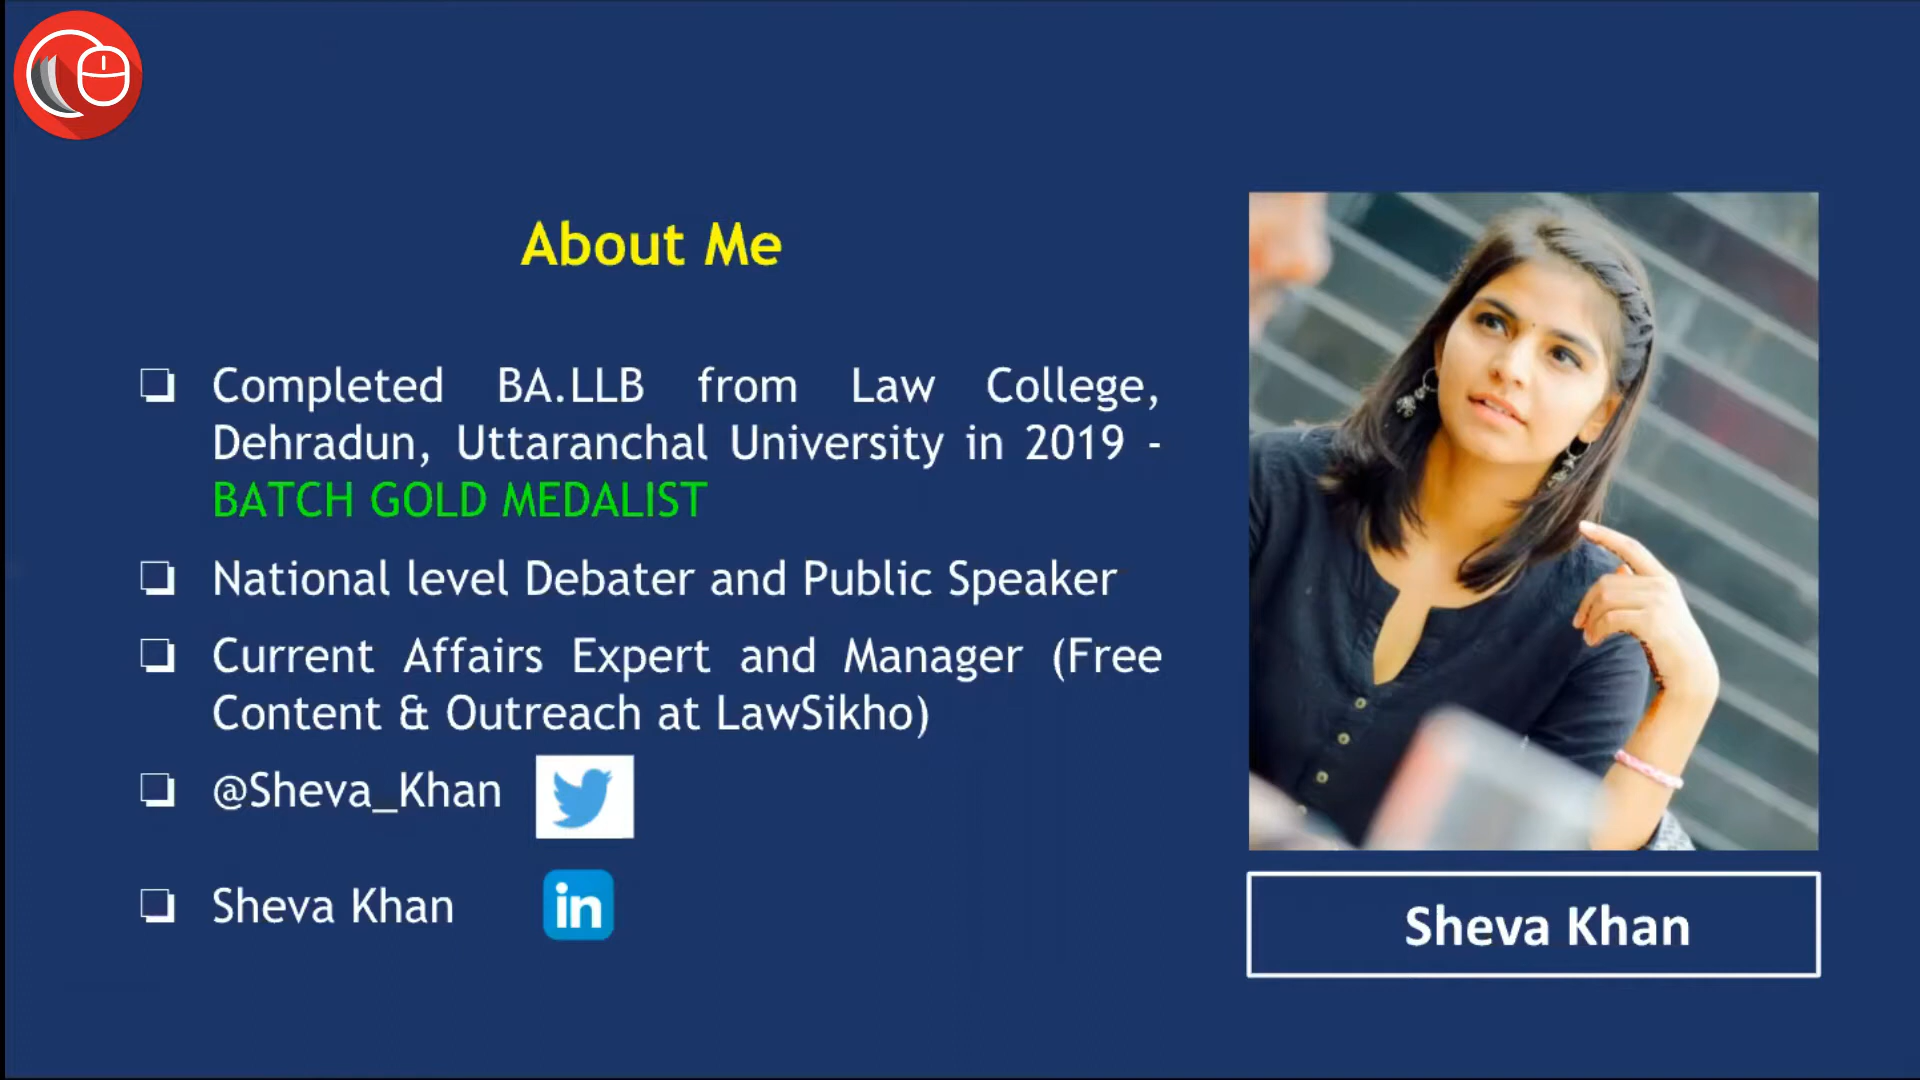 About Me
Completed BA.LLB from Law College,
Dehradun, Uttaranchal University in 2019 -
BATCH GOLD MEDALIST
National level Debater and Public Speaker
Current Affairs Expert and Manager (Free
Content & Outreach at LawSikho)
@Sheva_Khan
Sheva Khan
in
Sheva Khan